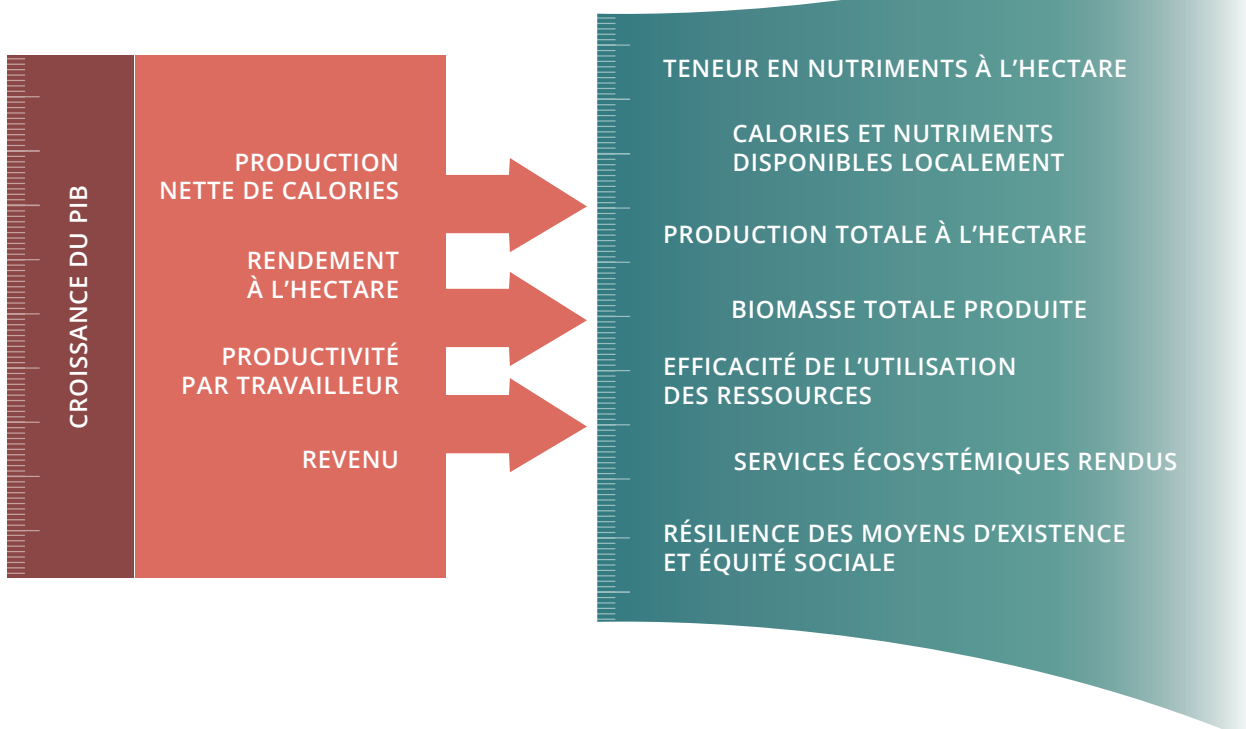 CROISSANCE DU PIB
PRODUCTION
NETTE DE CALORIES
RENDEMENT
À L’HECTARE
PRODUCTIVITÉ
PAR TRAVAILLEUR
REVENU
TENEUR EN NUTRIMENTS À L’HECTARE
CALORIES ET NUTRIMENTS
DISPONIBLES LOCALEMENT
PRODUCTION TOTALE À L’HECTARE
BIOMASSE TOTALE PRODUITE
EFFICACITÉ DE L’UTILISATION
DES RESSOURCES
SERVICES ÉCOSYSTÉMIQUES RENDUS
RÉSILIENCE DES MOYENS D’EXISTENCE
ET ÉQUITÉ SOCIALE